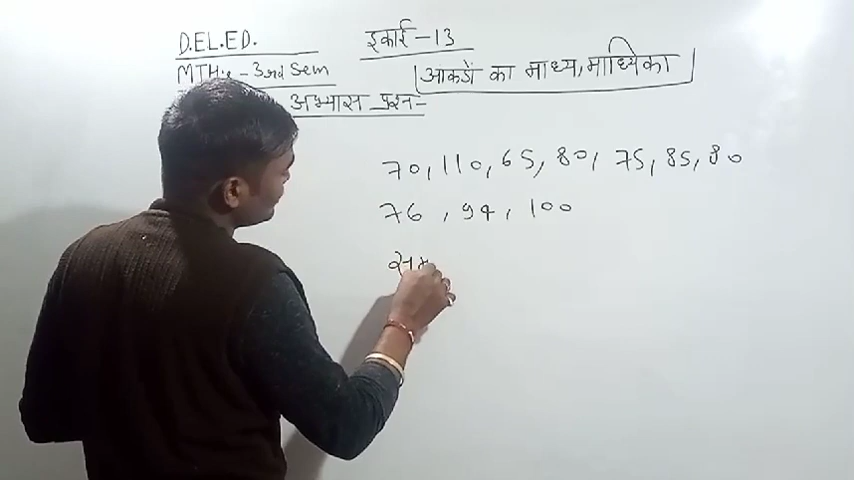 D.EL.ED. इकाई -13
MTH:- - 3rd Sem आकडों का माध्य, माध्यिका
अभ्यास प्रश्न-
70, 110, 65, 80, 75, 85, 80
76 , 94 , 100